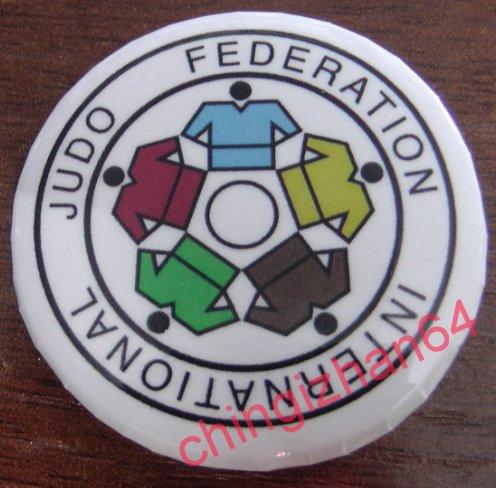 INTERNATIONAL JUDO FEDERATION
chingizhan64